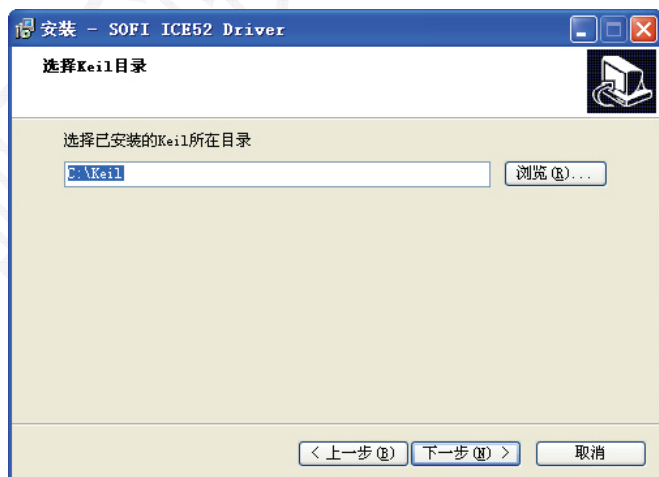 安装 - SOFI ICE52 Driver
选择Keil目录
选择已安装的Keil所在目录
C:\Keil
浏览(R)...
< 上一步(B)
下一步(N) >
取消